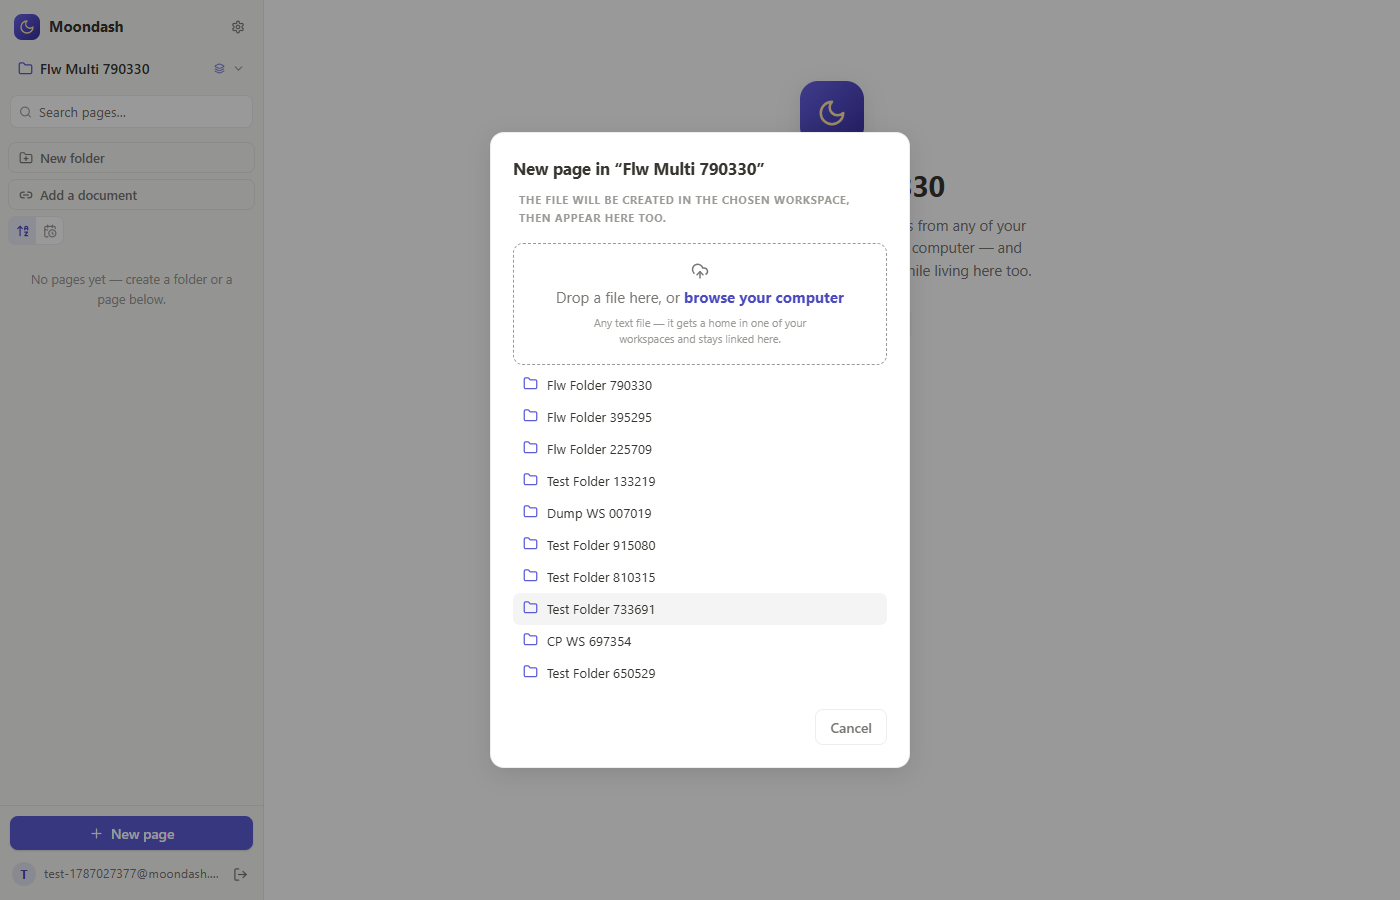 Moondash
Flw Multi 790330
Search pages...
New folder
Add a document
No pages yet — create a folder or a
page below.
New page
T
test-1787027377@moondash....
330
s from any of your
computer — and
hile living here too.
New page in “Flw Multi 790330”
THE FILE WILL BE CREATED IN THE CHOSEN WORKSPACE,
THEN APPEAR HERE TOO.
Drop a file here, or browse your computer
Any text file — it gets a home in one of your
workspaces and stays linked here.
Flw Folder 790330
Flw Folder 395295
Flw Folder 225709
Test Folder 133219
Dump WS 007019
Test Folder 915080
Test Folder 810315
Test Folder 733691
CP WS 697354
Test Folder 650529
Cancel